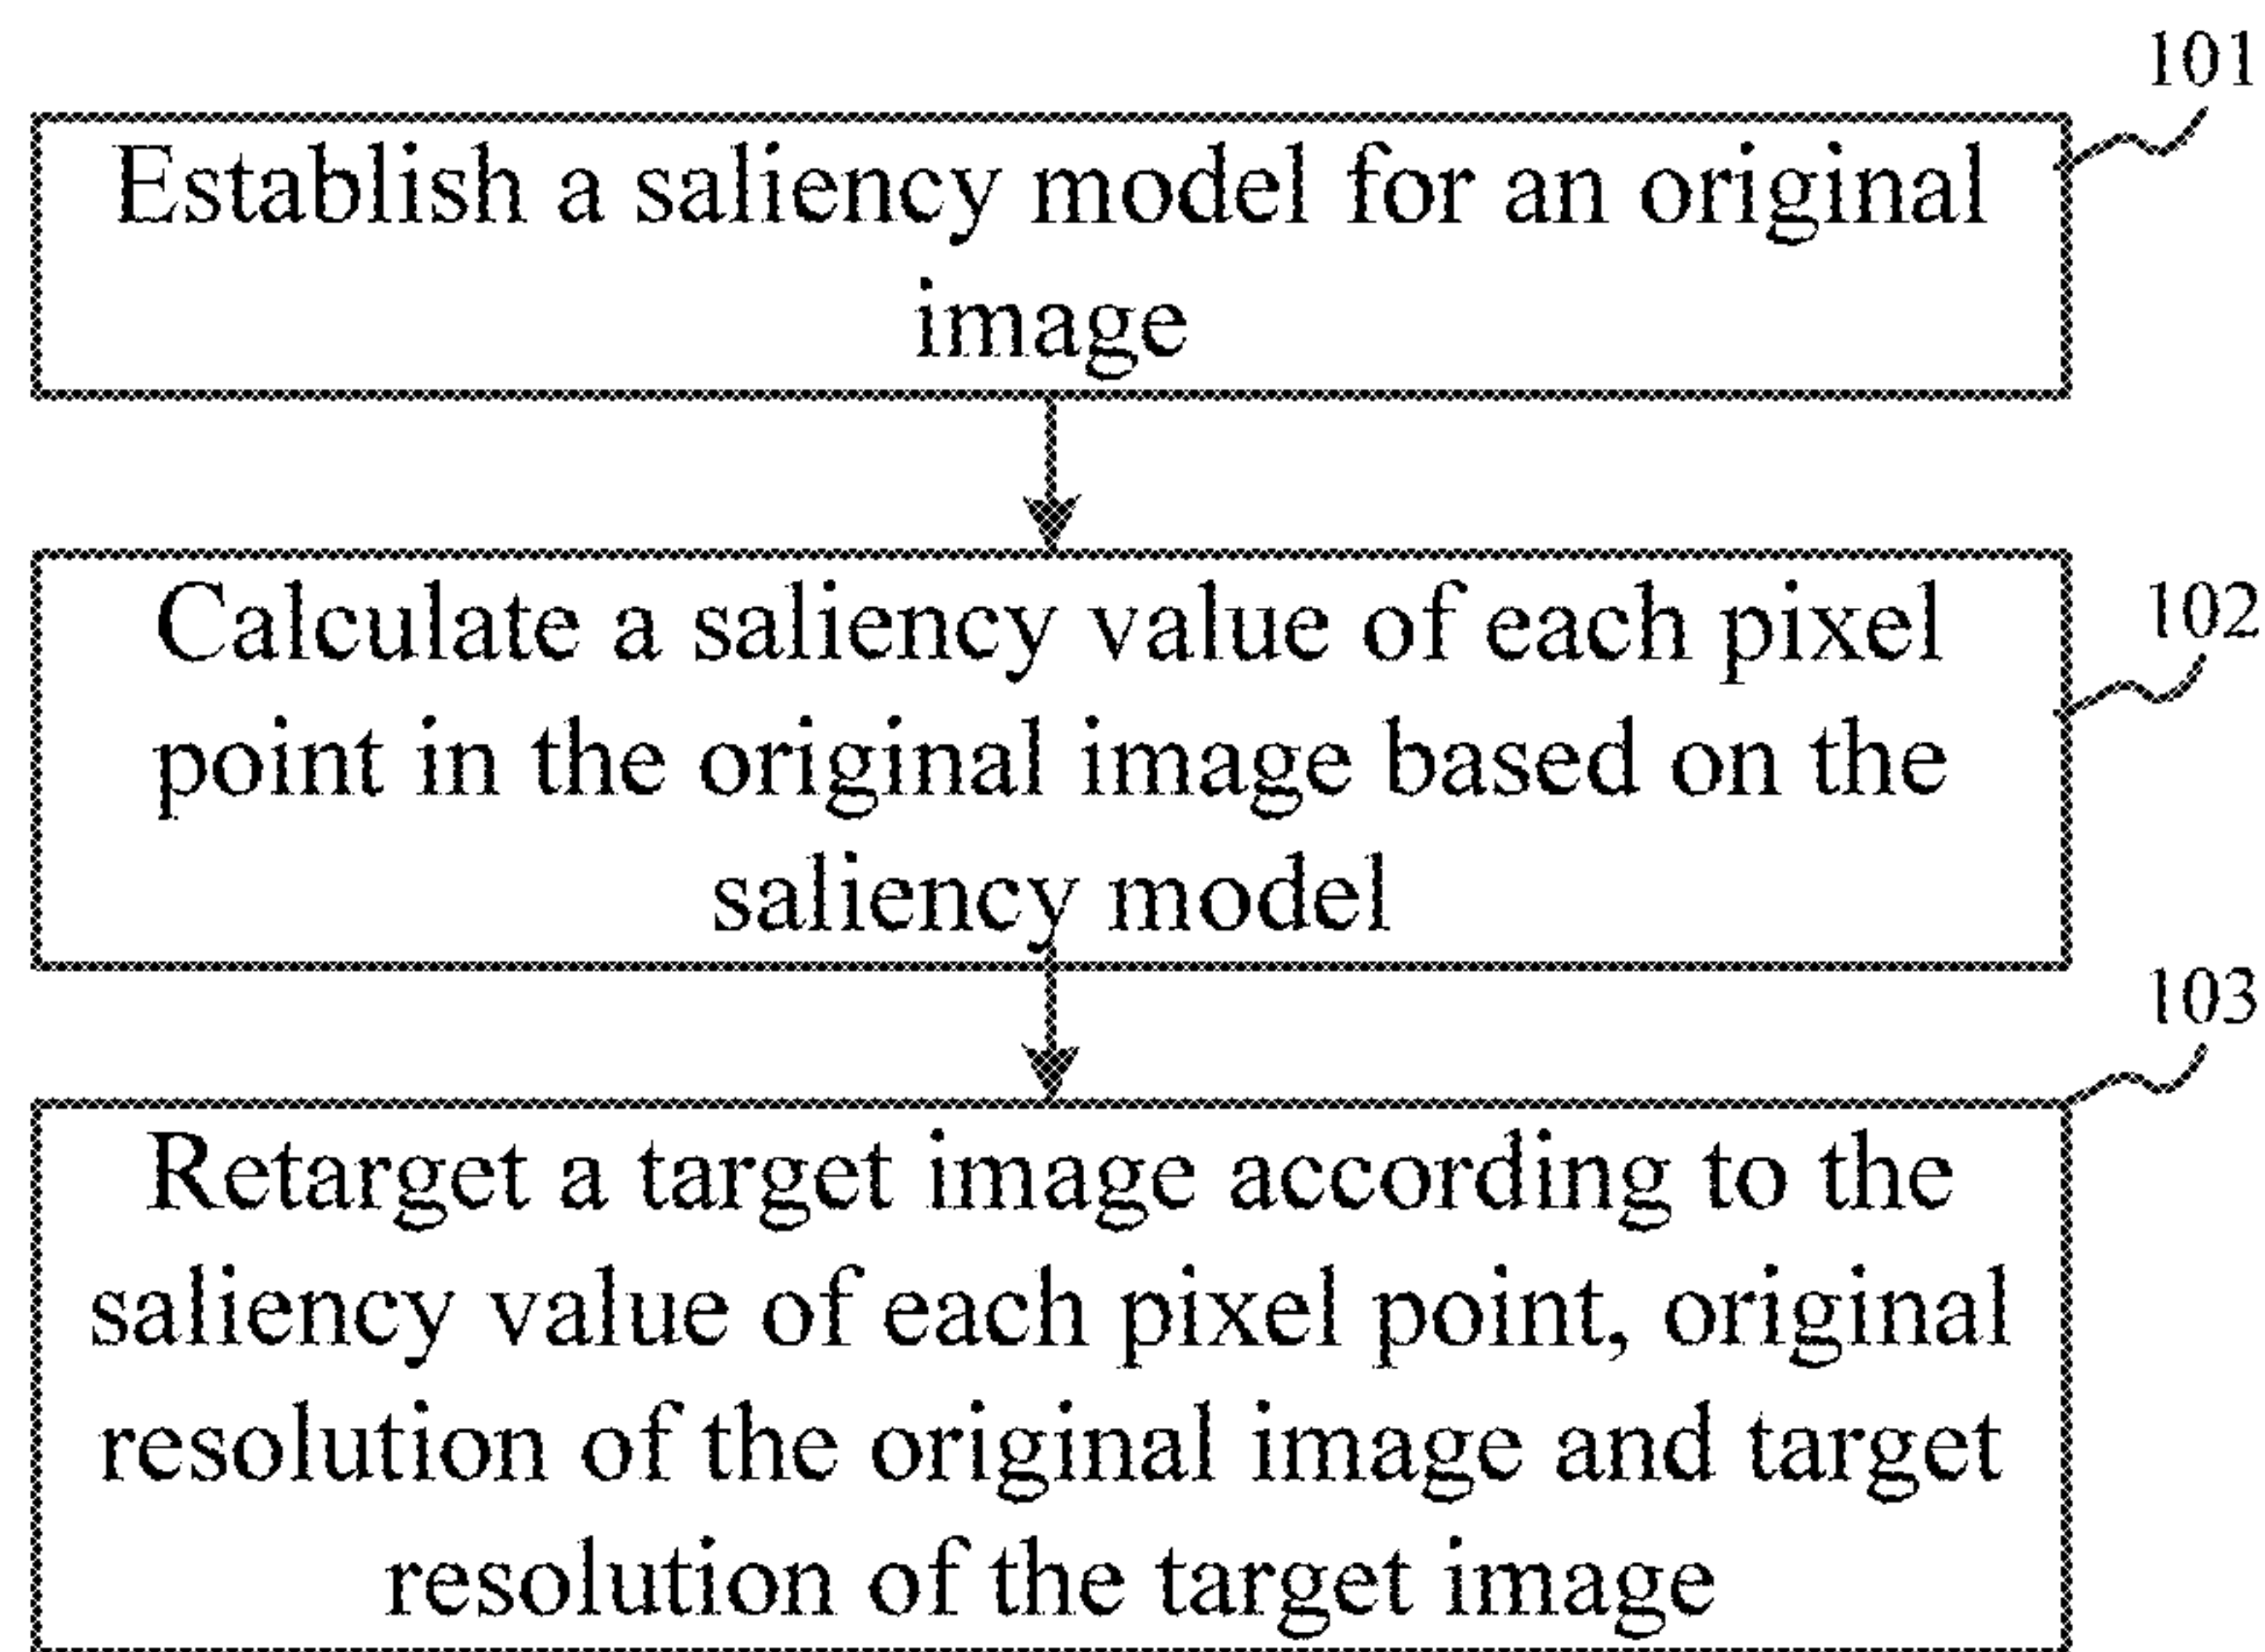 101
Establish a saliency model for an original
image
102
Calculate a saliency value of each pixel
point in the original image based on the
saliency model
103
Retarget a target image according to the
saliency value of each pixel point, original
resolution of the original image and target
resolution of the target image